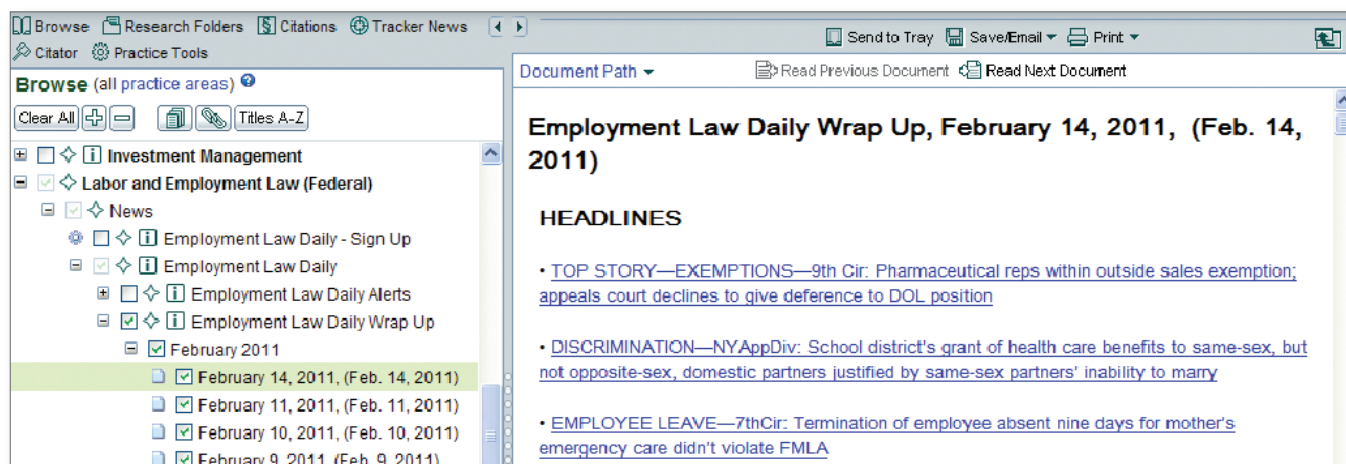 Browse Research Folders Citations Tracker News
Citator Practice Tools
Browse (all practice areas)
Clear All Titles A-Z
Investment Management
Labor and Employment Law (Federal)
News
Employment Law Daily - Sign Up
Employment Law Daily
Employment Law Daily Alerts
Employment Law Daily Wrap Up
February 2011
February 14, 2011, (Feb. 14, 2011)
February 11, 2011, (Feb. 11, 2011)
February 10, 2011, (Feb. 10, 2011)
February 9, 2011, (Feb. 9, 2011)
Send to Tray Save/Email Print
Document Path Read Previous Document Read Next Document
Employment Law Daily Wrap Up, February 14, 2011, (Feb. 14,
2011)
HEADLINES
• TOP STORY—EXEMPTIONS—9th Cir: Pharmaceutical reps within outside sales exemption;
appeals court declines to give deference to DOL position
• DISCRIMINATION—NYAppDiv: School district's grant of health care benefits to same-sex, but
not opposite-sex, domestic partners justified by same-sex partners' inability to marry
• EMPLOYEE LEAVE—7thCir: Termination of employee absent nine days for mother's
emergency care didn't violate FMLA